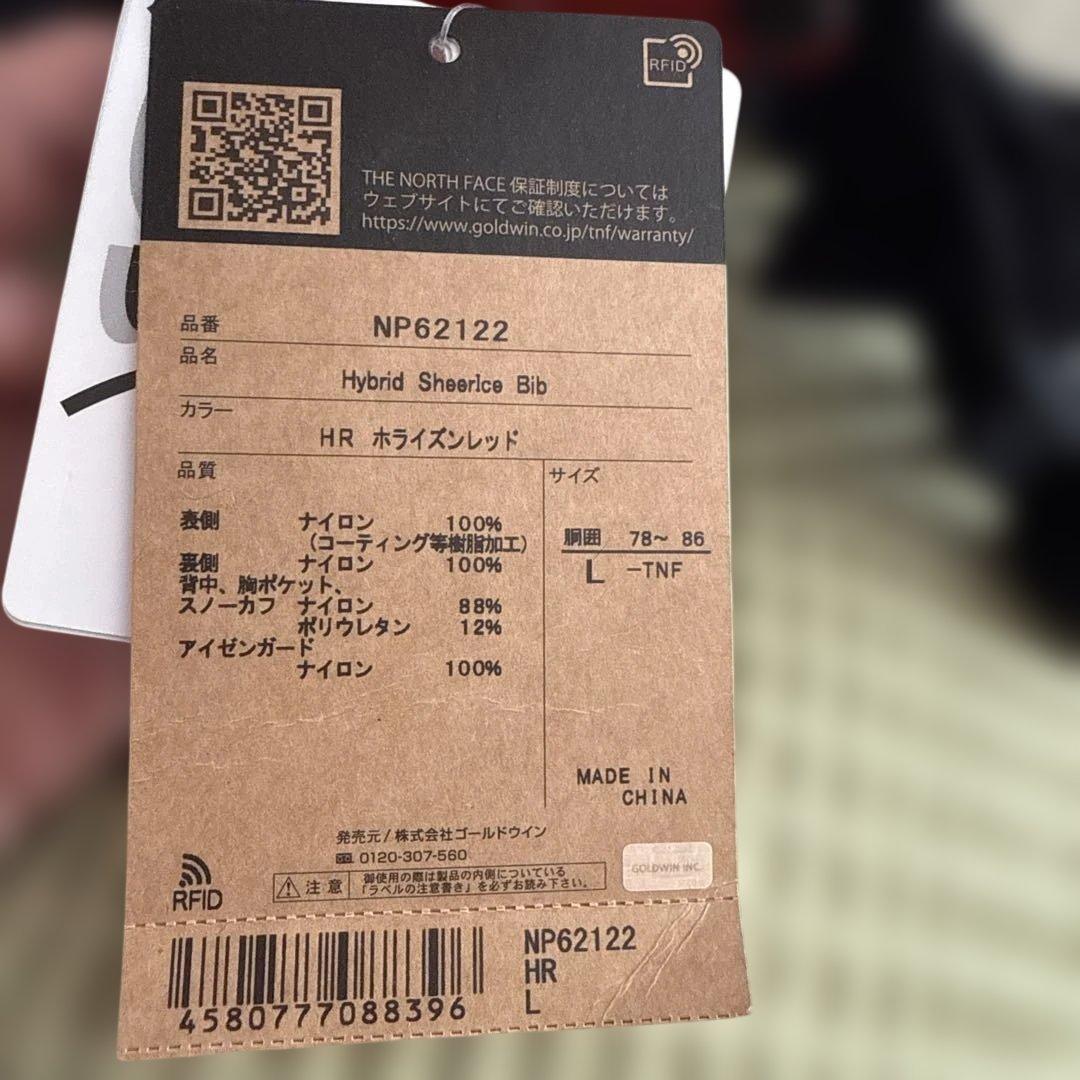 RFID
THE NORTH FACE 保証制度については
ウェブサイトにてご確認いただけます。
https://www.goldwin.co.jp/tnf/warranty/
品番 NP62122
品名
Hybrid SheerIce Bib
カラー
HR ホライズンレッド
品質
サイズ
表側 ナイロン 100%
(コーティング等樹脂加工)
裏側 ナイロン 100%
背中、胸ポケット、
スノーカフ ナイロン 88%
ポリウレタン 12%
アイゼンガード
ナイロン 100%
胴囲 78~ 86
L -TNF
MADE IN
CHINA
発売元/株式会社ゴールドウイン
0120-307-560
注意 御使用の際は製品の内側についている
「ラベルの注意書き」を必ずお読み下さい。
GOLDWIN INC.
RFID
4580777088396
NP62122
HR
L